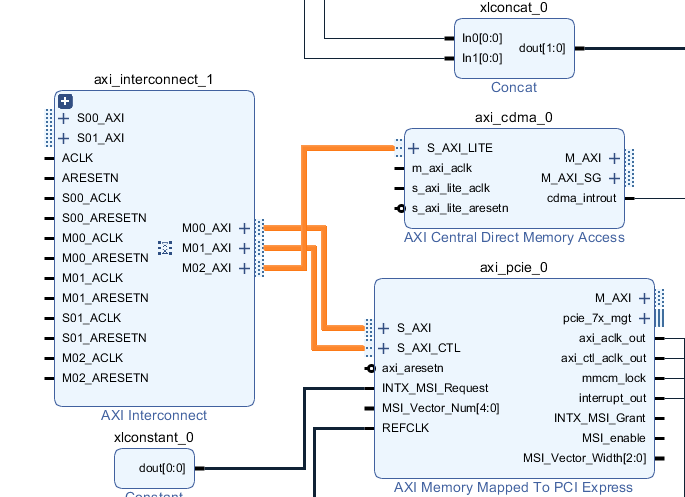 xlconcat_0
In0[0:0]
In1[0:0]
dout[1:0]
Concat
axi_interconnect_1
S00_AXI
S01_AXI
ACLK
ARESETN
S00_ACLK
S00_ARESETN
M00_ACLK
M00_ARESETN
M01_ACLK
M01_ARESETN
S01_ACLK
S01_ARESETN
M02_ACLK
M02_ARESETN
M00_AXI
M01_AXI
M02_AXI
AXI Interconnect
axi_cdma_0
S_AXI_LITE
m_axi_aclk
s_axi_lite_aclk
s_axi_lite_aresetn
M_AXI
M_AXI_SG
cdma_introut
AXI Central Direct Memory Access
axi_pcie_0
S_AXI
S_AXI_CTL
axi_aresetn
INTX_MSI_Request
MSI_Vector_Num[4:0]
REFCLK
M_AXI
pcie_7x_mgt
axi_aclk_out
axi_ctl_aclk_out
mmcm_lock
interrupt_out
INTX_MSI_Grant
MSI_enable
MSI_Vector_Width[2:0]
AXI Memory Mapped To PCI Express
xlconstant_0
dout[0:0]
Constant